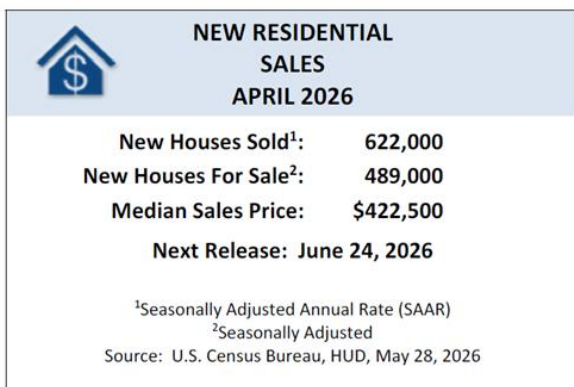 NEW RESIDENTIAL
SALES
APRIL 2026
New Houses Sold¹: 622,000
New Houses For Sale²: 489,000
Median Sales Price: $422,500
Next Release: June 24, 2026
¹Seasonally Adjusted Annual Rate (SAAR)
²Seasonally Adjusted
Source: U.S. Census Bureau, HUD, May 28, 2026